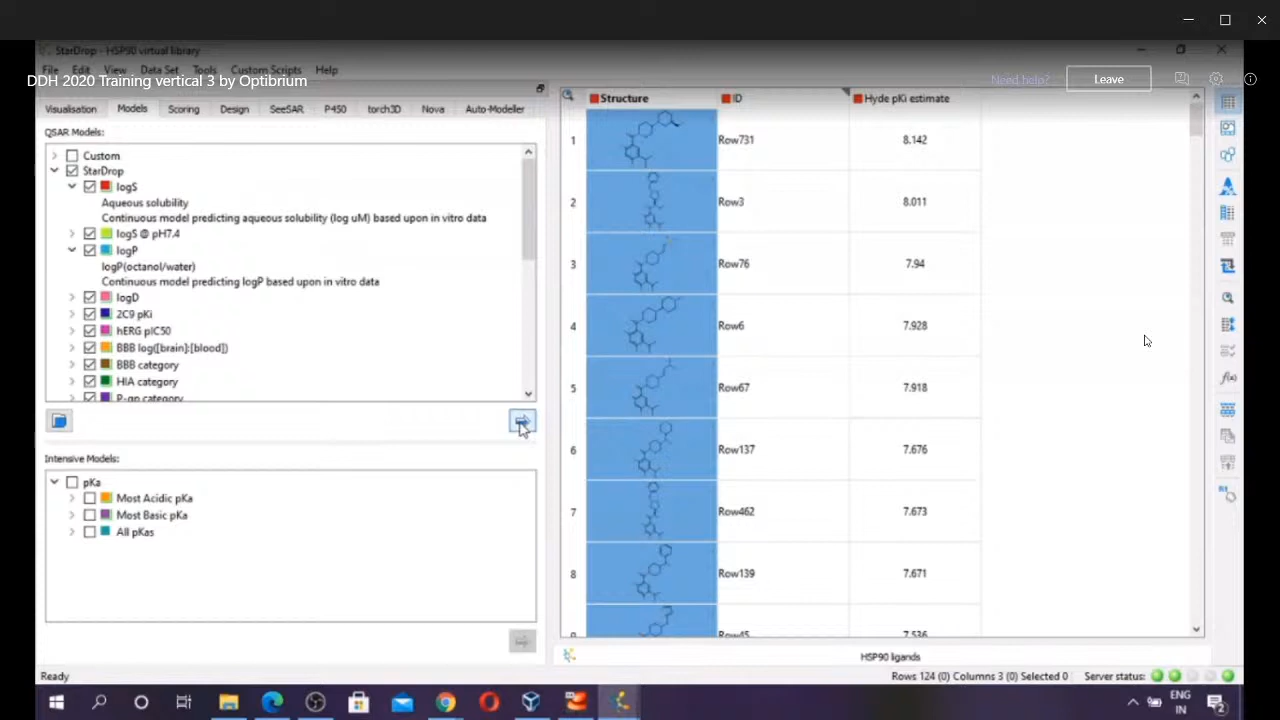 StarDrop - HSP90 virtual library
File Edit View Data Set Tools Custom Scripts Help
DDH 2020 Training vertical 3 by Optibrium
Need help?
Leave
Visualisation Models Scoring Design SeeSAR P450 torch3D Nova Auto-Modeller
QSAR Models:
Custom
StarDrop
logS
Aqueous solubility
Continuous model predicting aqueous solubility (log uM) based upon in vitro data
logS @ pH7.4
logP
logP(octanol/water)
Continuous model predicting logP based upon in vitro data
logD
2C9 pKi
hERG pIC50
BBB log([brain]:[blood])
BBB category
HIA category
P-gp category
Intensive Models:
pKa
Most Acidic pKa
Most Basic pKa
All pKas
Structure ID Hyde pKi estimate
1 Row731 8.142
2 Row3 8.011
3 Row76 7.94
4 Row6 7.928
5 Row67 7.918
6 Row137 7.676
7 Row462 7.673
8 Row139 7.671
9 Row45 7.536
HSP90 ligands
Ready
Rows 124 (0) Columns 3 (0) Selected 0 Server status:
f(x)
ENG
IN
2